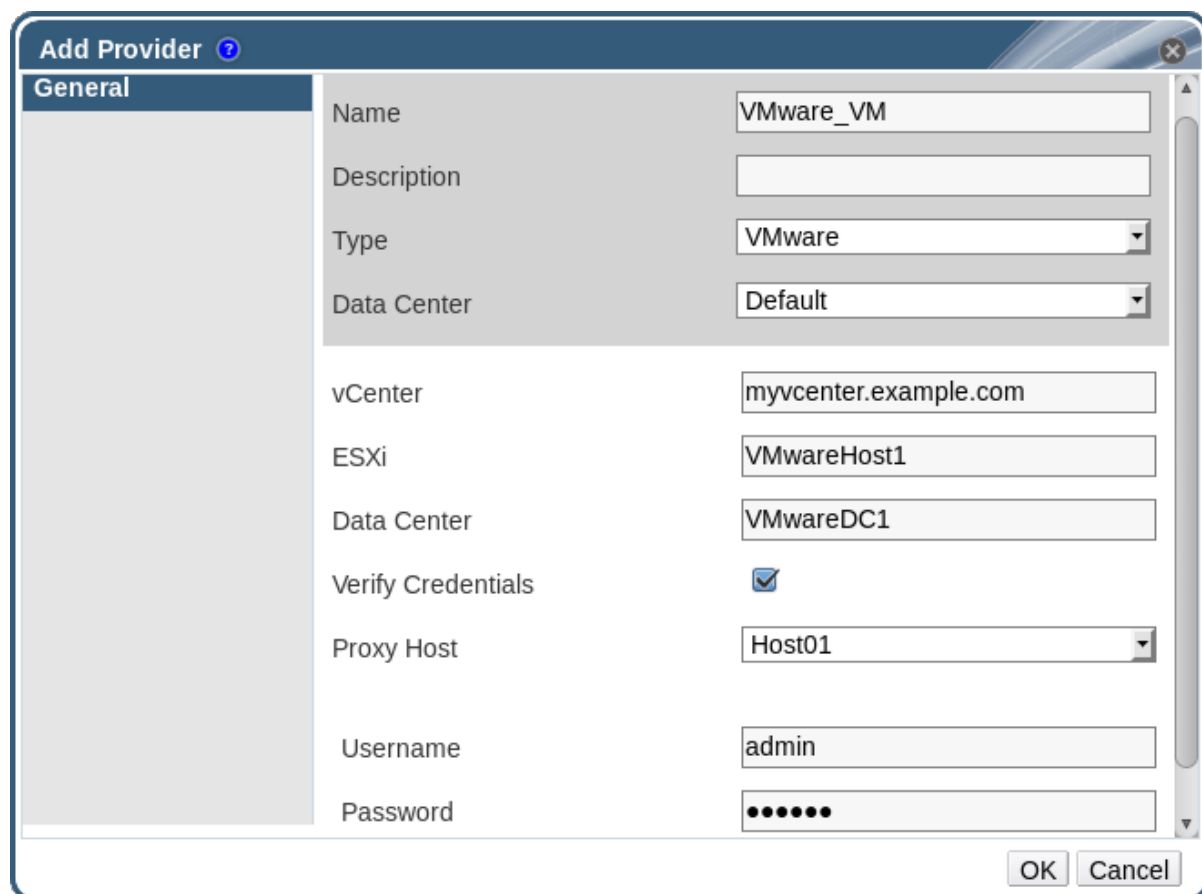 Add Provider ?
General
Name VMware_VM
Description
Type VMware
Data Center Default
vCenter myvcenter.example.com
ESXi VMwareHost1
Data Center VMwareDC1
Verify Credentials
Proxy Host Host01
Username admin
Password ●●●●●●
OK Cancel